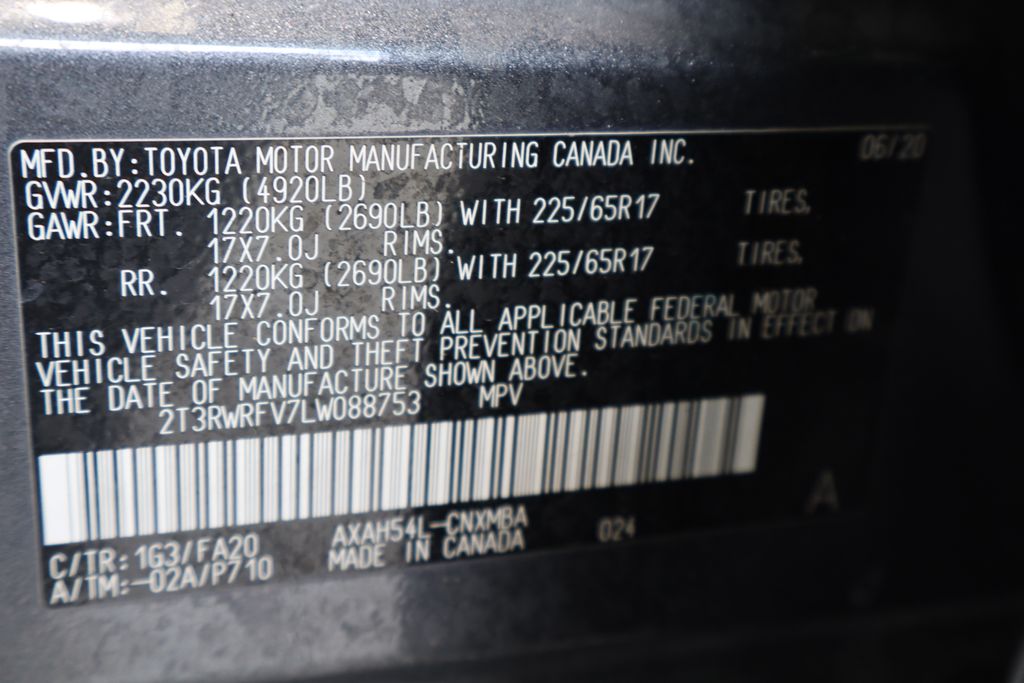 MFD.BY:TOYOTA MOTOR MANUFACTURING CANADA INC. 06/20
GVWR:2230KG (4920LB)
GAWR:FRT. 1220KG (2690LB) WITH 225/65R17 TIRES,
17X7.0J RIMS.
RR. 1220KG (2690LB) WITH 225/65R17 TIRES,
17X7.0J RIMS.
THIS VEHICLE CONFORMS TO ALL APPLICABLE FEDERAL MOTOR
VEHICLE SAFETY AND THEFT PREVENTION STANDARDS IN EFFECT ON
THE DATE OF MANUFACTURE SHOWN ABOVE.
2T3RWRFV7LW088753 MPV
A
C/TR:1G3/FA20 AXAH54L-CNXMBA 024
A/TM:-02A/P710 MADE IN CANADA